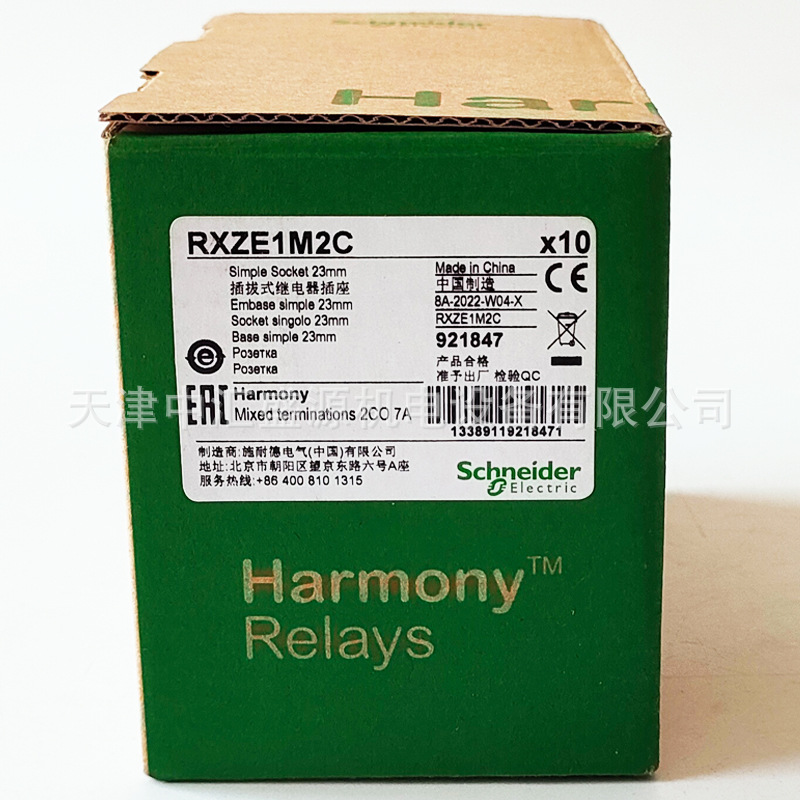 Schneider
Harmony
RXZE1M2C
x10
Simple Socket 23mm
插拔式继电器插座
Embase simple 23mm
Socket singolo 23mm
Base simple 23mm
Розетка
Розетка
Made in China
中国制造
8A-2022-W04-X
RXZE1M2C
921847
产品合格
准予出厂 检验QC
CE
e
EAC
Harmony
Mixed terminations 2CO 7A
13389119218471
制造商:施耐德电气(中国)有限公司
地址:北京市朝阳区望京东路六号A座
服务热线:+86 400 810 1315
Schneider
Electric
Harmony™
Relays